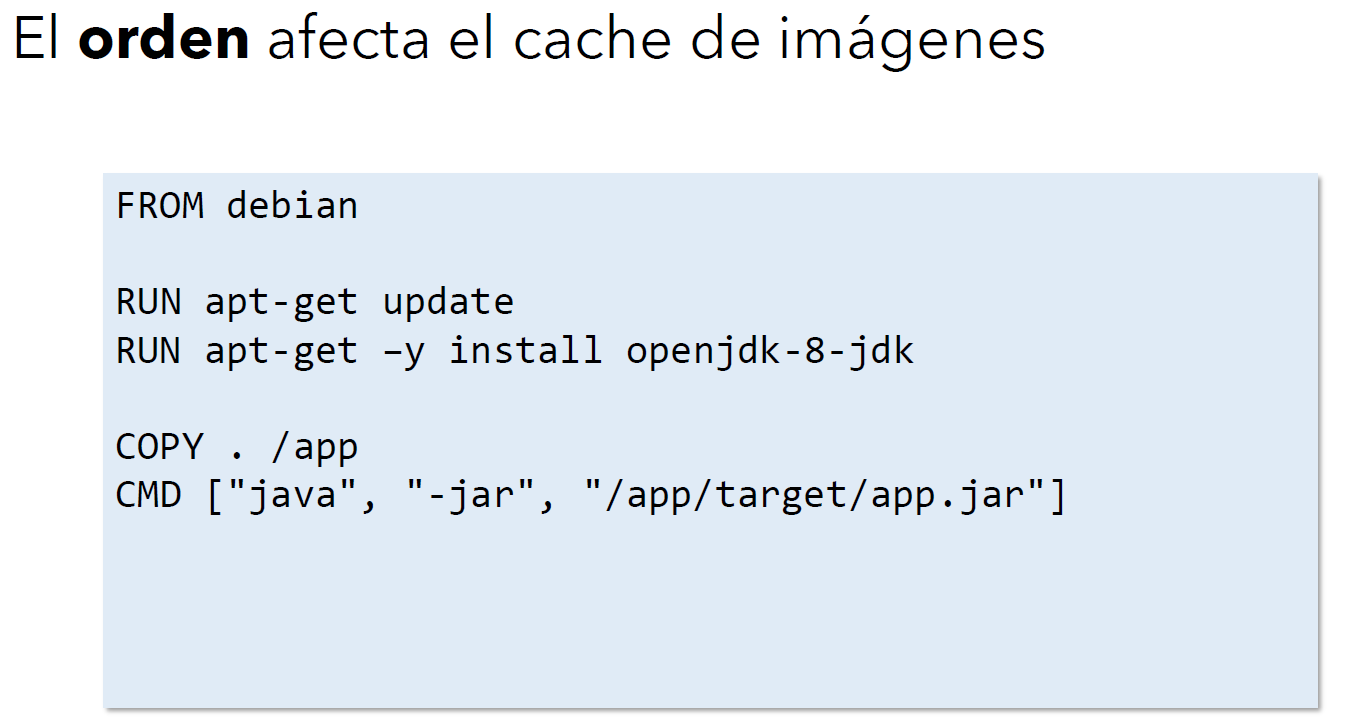 El orden afecta el cache de imágenes
FROM debian
RUN apt-get update
RUN apt-get –y install openjdk-8-jdk
COPY . /app
CMD ["java", "-jar", "/app/target/app.jar"]